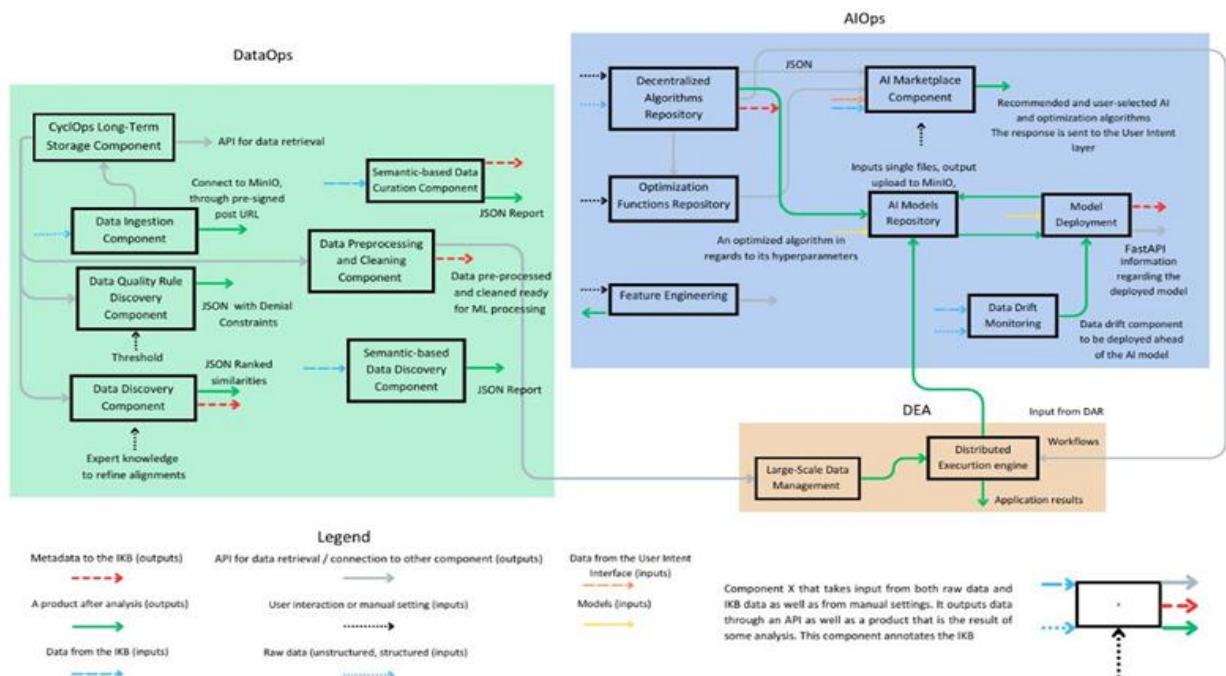 AIOps
DataOps
CyclOps Long-Term
Storage Component
API for data retrieval
Connect to MinIO,
through pre-signed
post URL
Data Ingestion
Component
Semantic-based Data
Curation Component
JSON Report
Data Preprocessing
and Cleaning
Component
Data pre-processed
and cleaned ready
for ML processing
Data Quality Rule
Discovery
Component
JSON with Denial
Constraints
Threshold
JSON Ranked
similarities
Data Discovery
Component
Expert knowledge
to refine alignments
Semantic-based
Data Discovery
Component
JSON Report
Decentralized
Algorithms
Repository
JSON
AI Marketplace
Component
Recommended and user-selected AI
and optimization algorithms
The response is sent to the User Intent
layer
Optimization
Functions Repository
Inputs single files, output
upload to MinIO,
AI Models
Repository
Model
Deployment
An optimized algorithm in
regards to its hyperparameters
FastAPI
Information
regarding the
deployed model
Feature Engineering
Data Drift
Monitoring
Data drift component
to be deployed ahead
of the AI model
DEA
Input from DAR
Workflows
Large-Scale Data
Management
Distributed
Execurtion engine
Application results
Legend
Metadata to the IKB (outputs)
A product after analysis (outputs)
Data from the IKB (inputs)
API for data retrieval / connection to other component (outputs)
User interaction or manual setting (inputs)
Raw data (unstructured, structured (inputs)
Data from the User Intent
Interface (inputs)
Models (inputs)
Component X that takes input from both raw data and
IKB data as well as from manual settings. It outputs data
through an API as well as a product that is the result of
some analysis. This component annotates the IKB